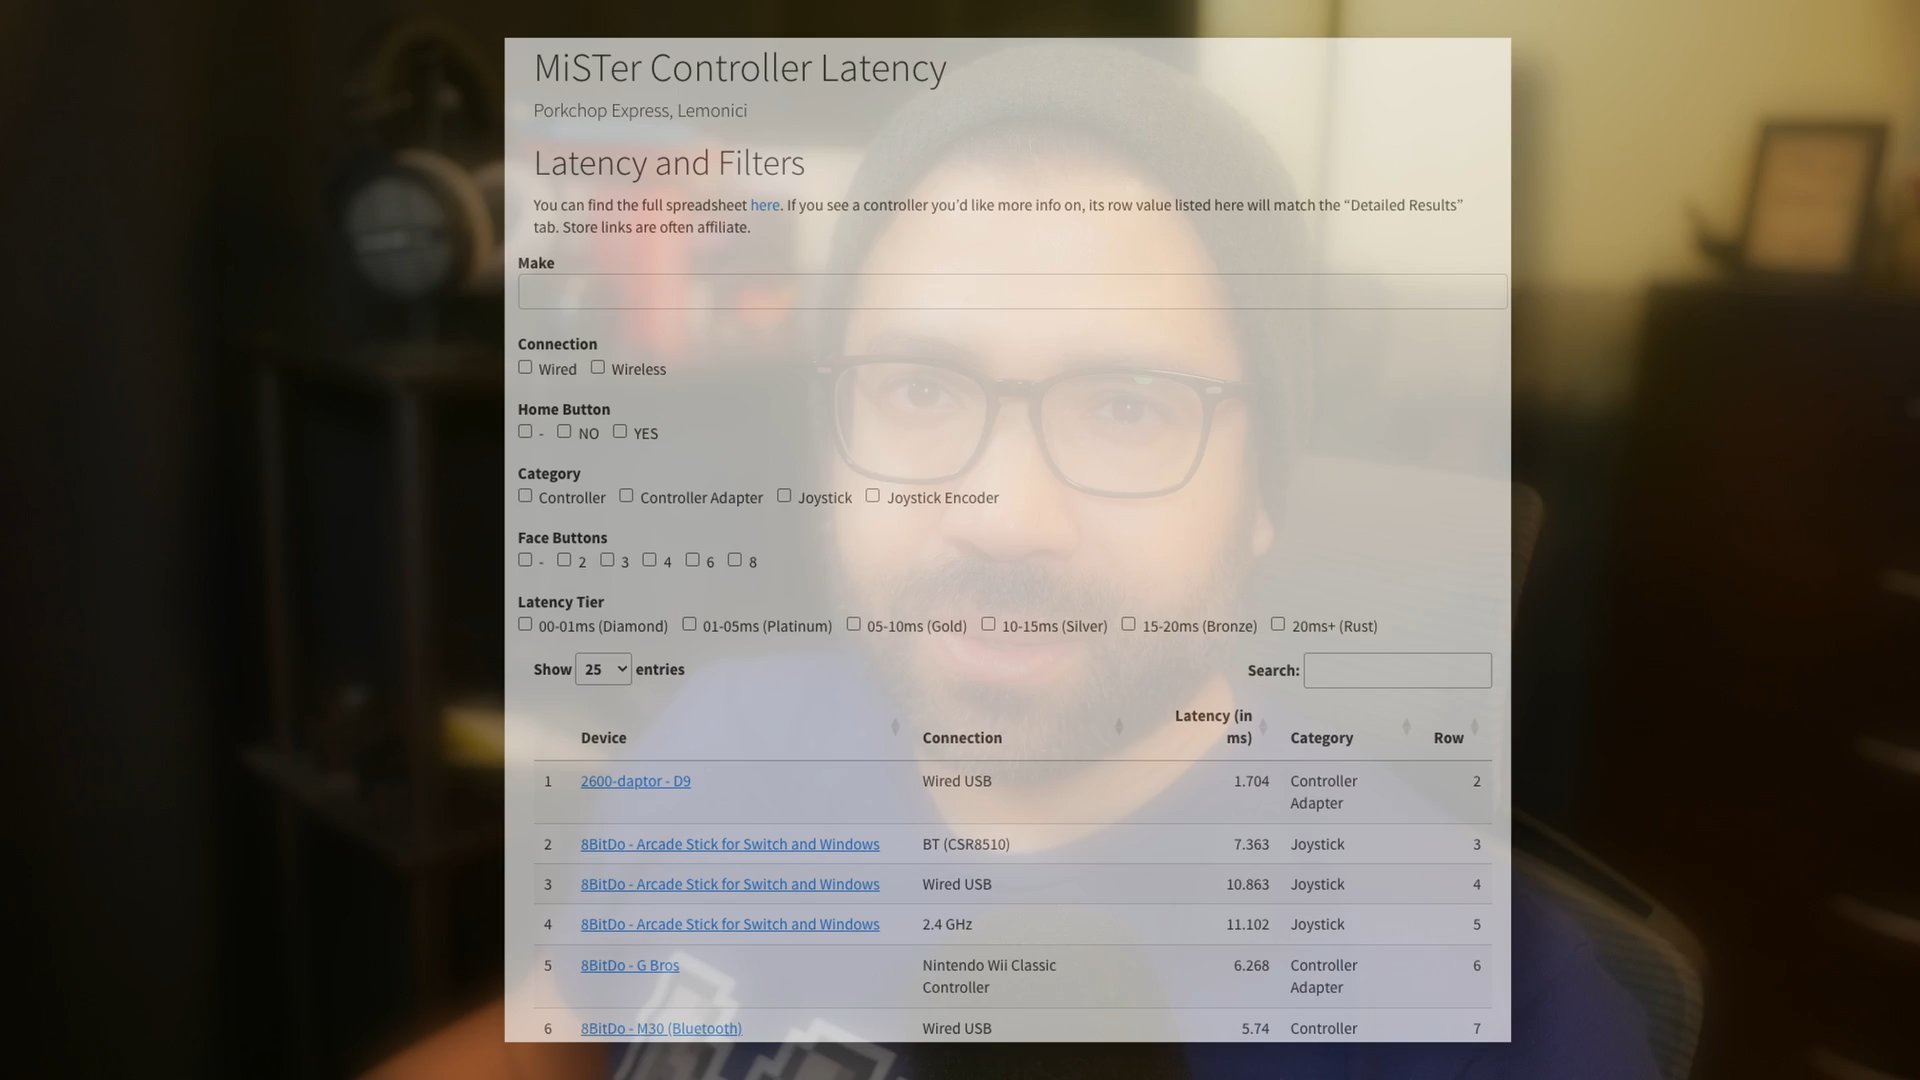 MiSTer Controller Latency
Porkchop Express, Lemonici
Latency and Filters
You can find the full spreadsheet here. If you see a controller you'd like more info on, its row value listed here will match the “Detailed Results”
tab. Store links are often affiliate.
Make
Connection
Wired Wireless
Home Button
- NO YES
Category
Controller Controller Adapter Joystick Joystick Encoder
Face Buttons
- 2 3 4 6 8
Latency Tier
00-01ms (Diamond) 01-05ms (Platinum) 05-10ms (Gold) 10-15ms (Silver) 15-20ms (Bronze) 20ms+ (Rust)
Show 25 entries Search:
Device Connection Latency (in ms) Category Row
1 2600-daptor - D9 Wired USB 1.704 Controller Adapter 2
2 8BitDo - Arcade Stick for Switch and Windows BT (CSR8510) 7.363 Joystick 3
3 8BitDo - Arcade Stick for Switch and Windows Wired USB 10.863 Joystick 4
4 8BitDo - Arcade Stick for Switch and Windows 2.4 GHz 11.102 Joystick 5
5 8BitDo - G Bros Nintendo Wii Classic Controller 6.268 Controller Adapter 6
6 8BitDo - M30 (Bluetooth) Wired USB 5.74 Controller 7